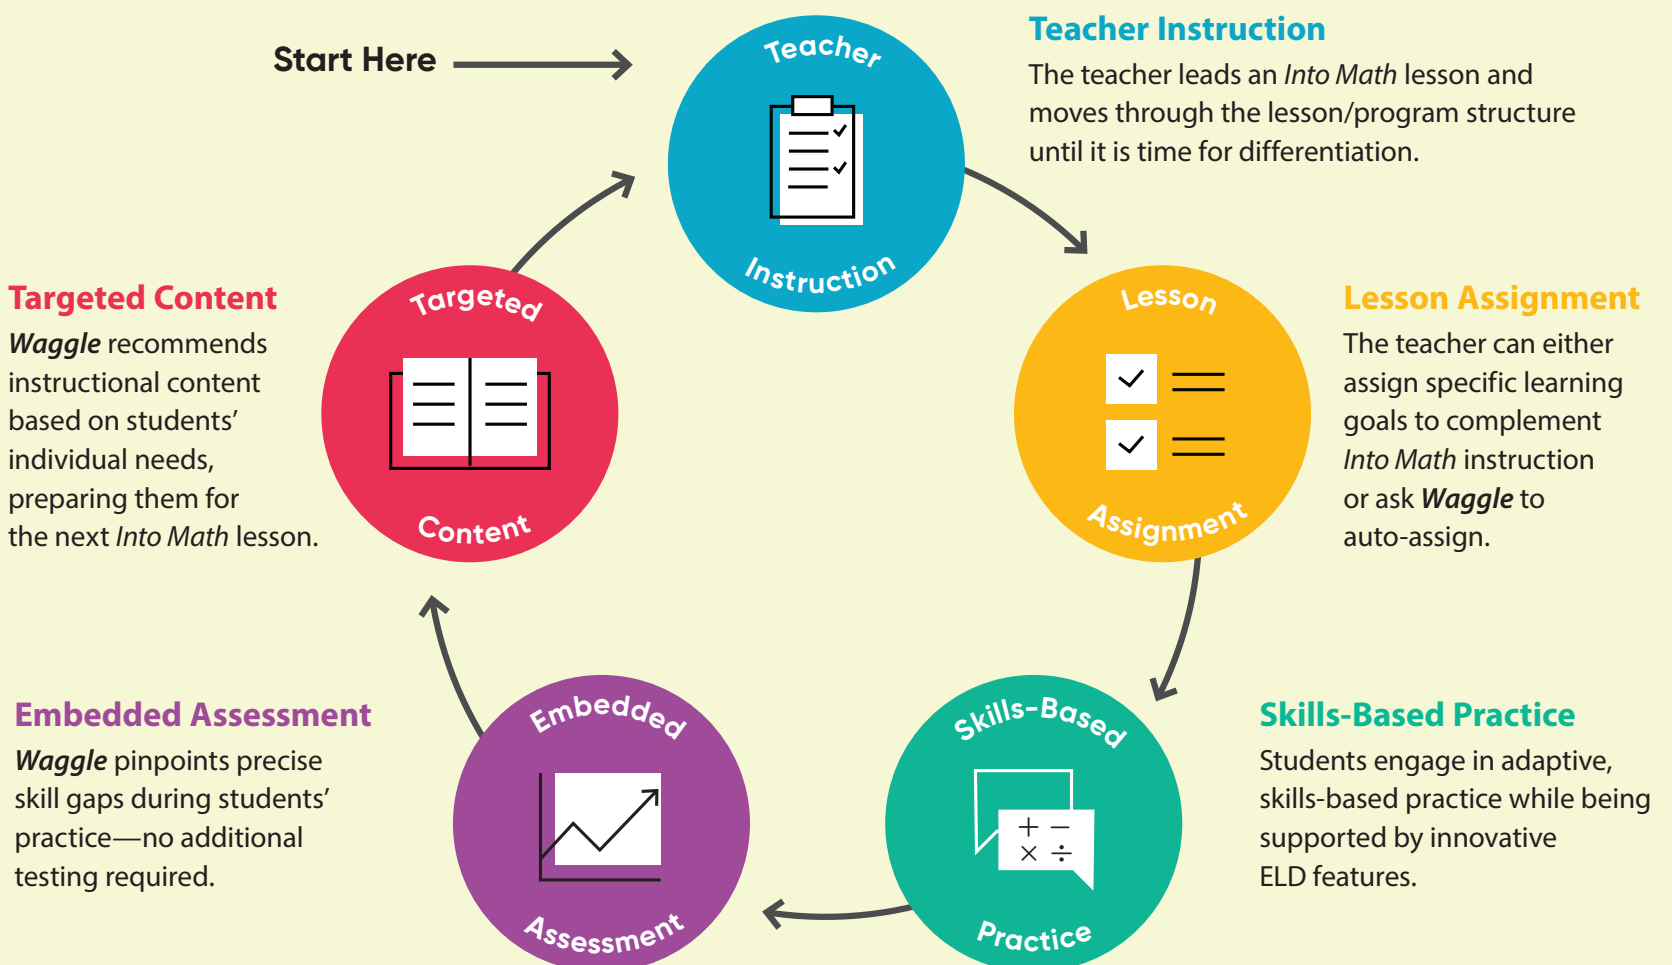 Start Here
Teacher
Instruction
Teacher Instruction
The teacher leads an Into Math lesson and
moves through the lesson/program structure
until it is time for differentiation.
Lesson
Assignment
Lesson Assignment
The teacher can either
assign specific learning
goals to complement
Into Math instruction
or ask Waggle to
auto-assign.
Skills-Based
Practice
+ −
× ÷
Skills-Based Practice
Students engage in adaptive,
skills-based practice while being
supported by innovative
ELD features.
Embedded
Assessment
Embedded Assessment
Waggle pinpoints precise
skill gaps during students’
practice—no additional
testing required.
Targeted
Content
Targeted Content
Waggle recommends
instructional content
based on students’
individual needs,
preparing them for
the next Into Math lesson.